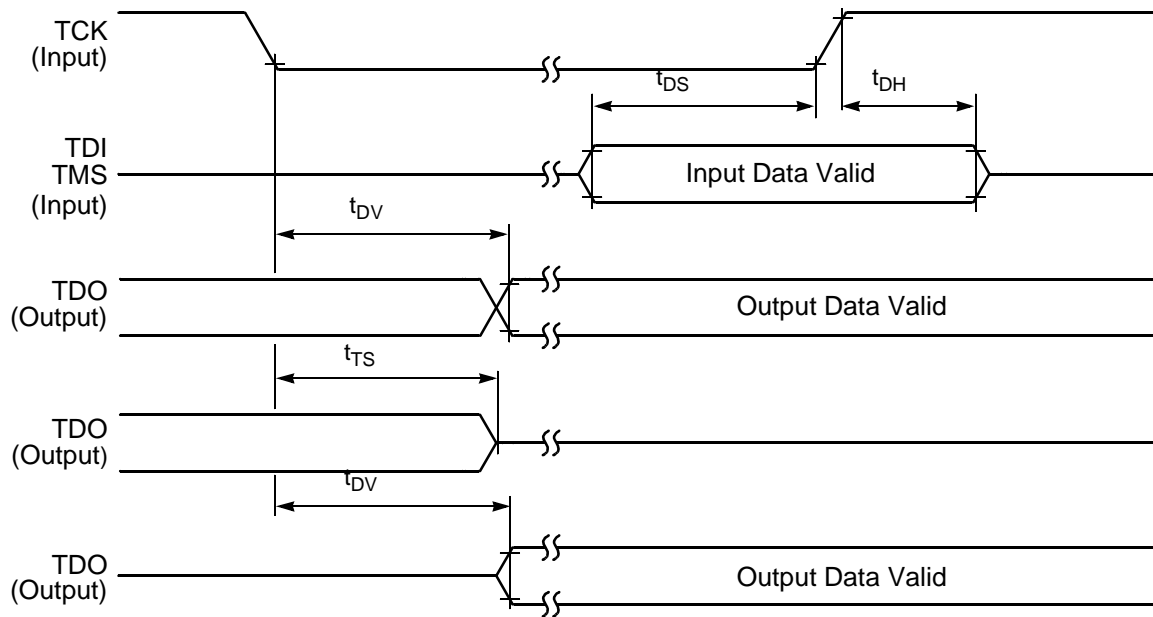 TCK
(Input)
tDS
tDH
TDI
TMS
(Input)
Input Data Valid
tDV
TDO
(Output)
Output Data Valid
tTS
TDO
(Output)
tDV
TDO
(Output)
Output Data Valid